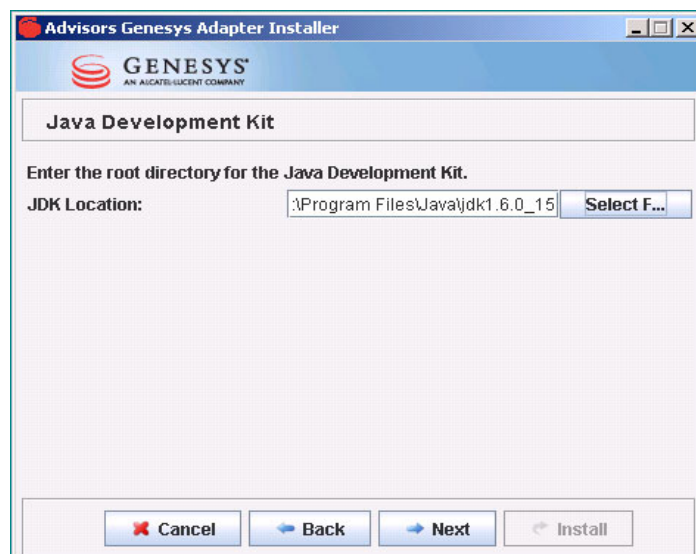 Advisors Genesys Adapter Installer
GENESYS
AN ALCATEL-LUCENT COMPANY
Java Development Kit
Enter the root directory for the Java Development Kit.
JDK Location: :\Program Files\Java\jdk1.6.0_15 Select F...
Cancel Back Next Install